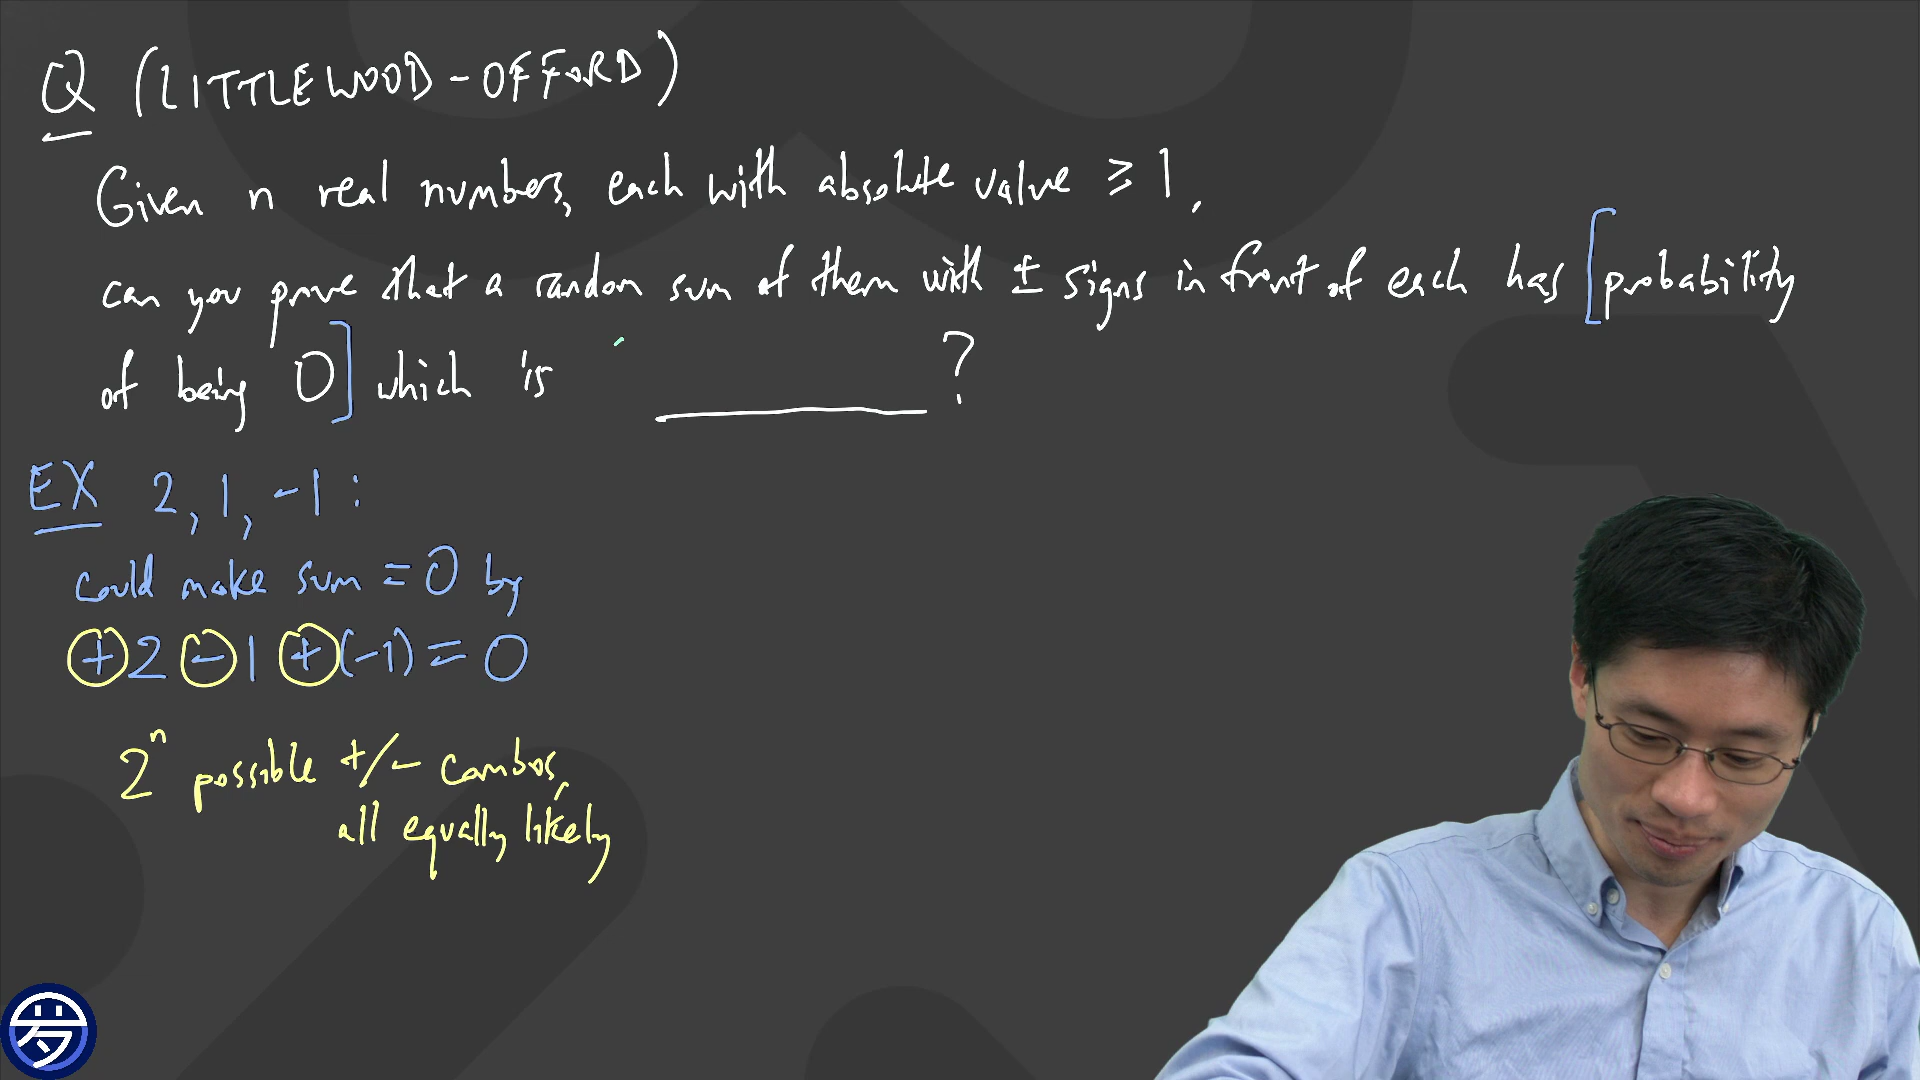 Q (LITTLEWOOD-OFFORD)
Given n real numbers, each with absolute value ≥ 1,
can you prove that a random sum of them with ± signs in front of each has [probability
of being 0] which is ________?
EX 2, 1, -1:
could make sum = 0 by
+2 -1 +(-1) = 0
2ⁿ possible +/- combos,
all equally likely